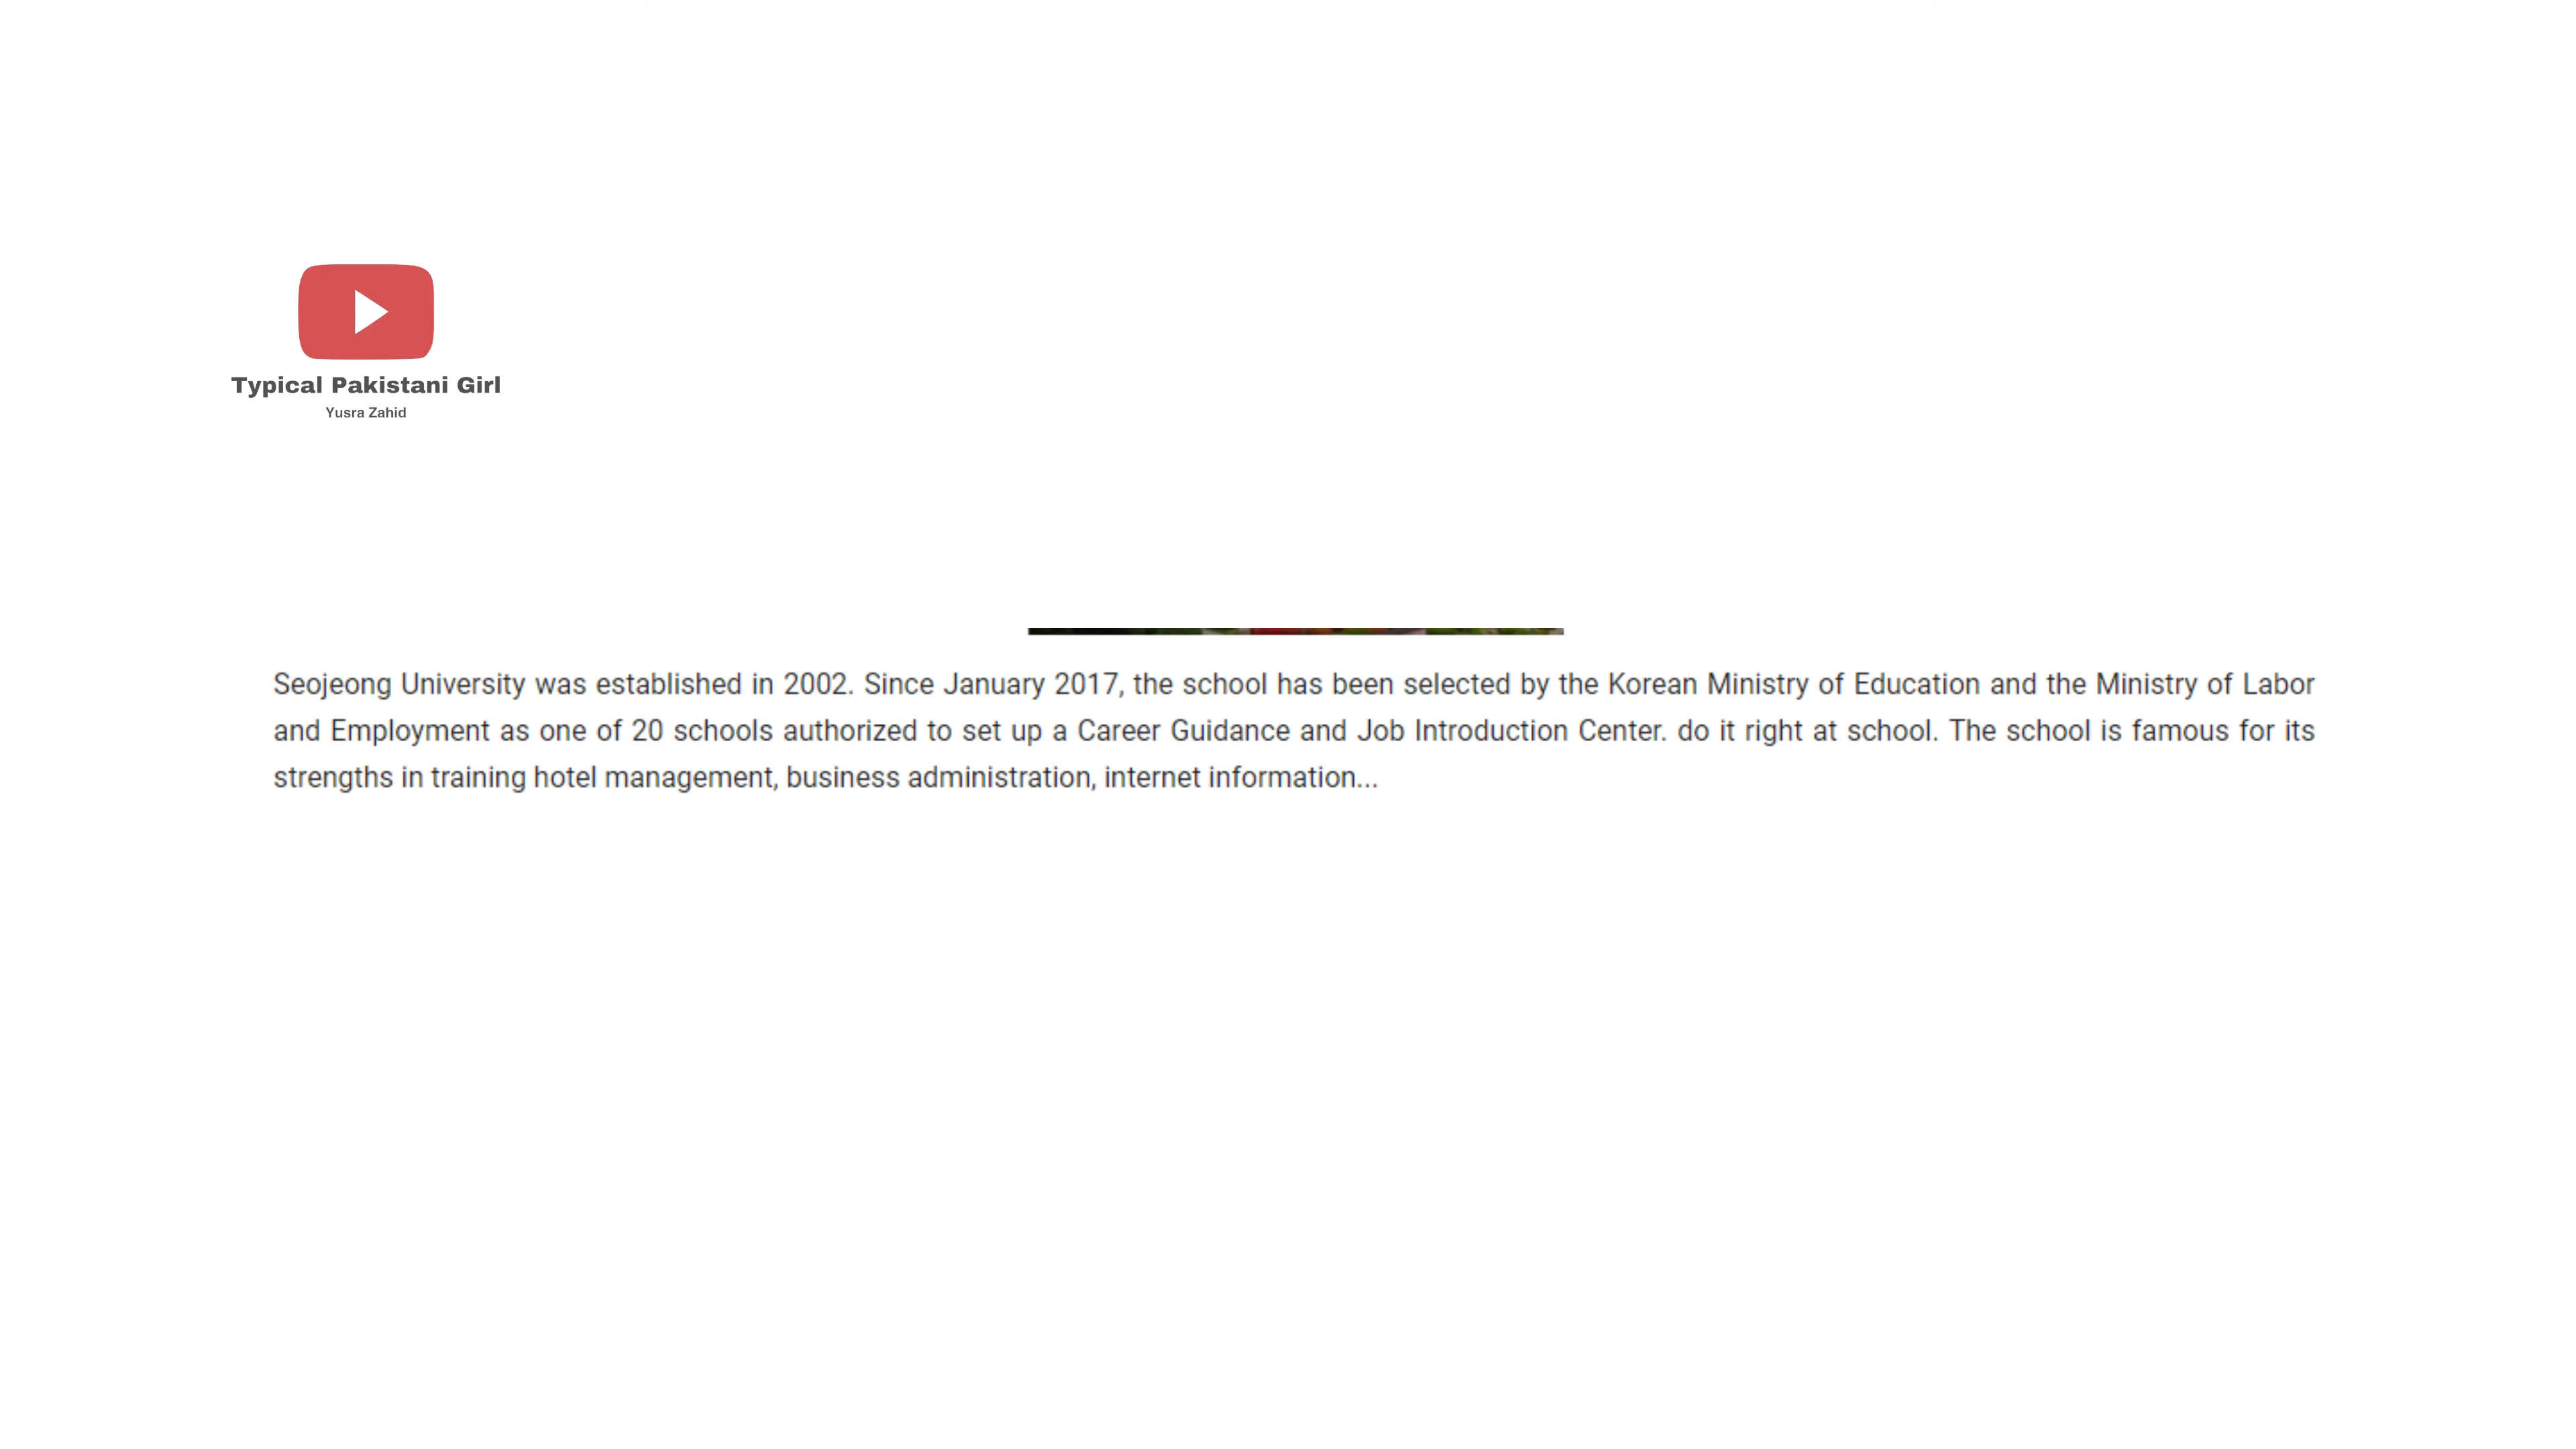 Typical Pakistani Girl
Yusra Zahid
Seojeong University was established in 2002. Since January 2017, the school has been selected by the Korean Ministry of Education and the Ministry of Labor
and Employment as one of 20 schools authorized to set up a Career Guidance and Job Introduction Center. do it right at school. The school is famous for its
strengths in training hotel management, business administration, internet information...